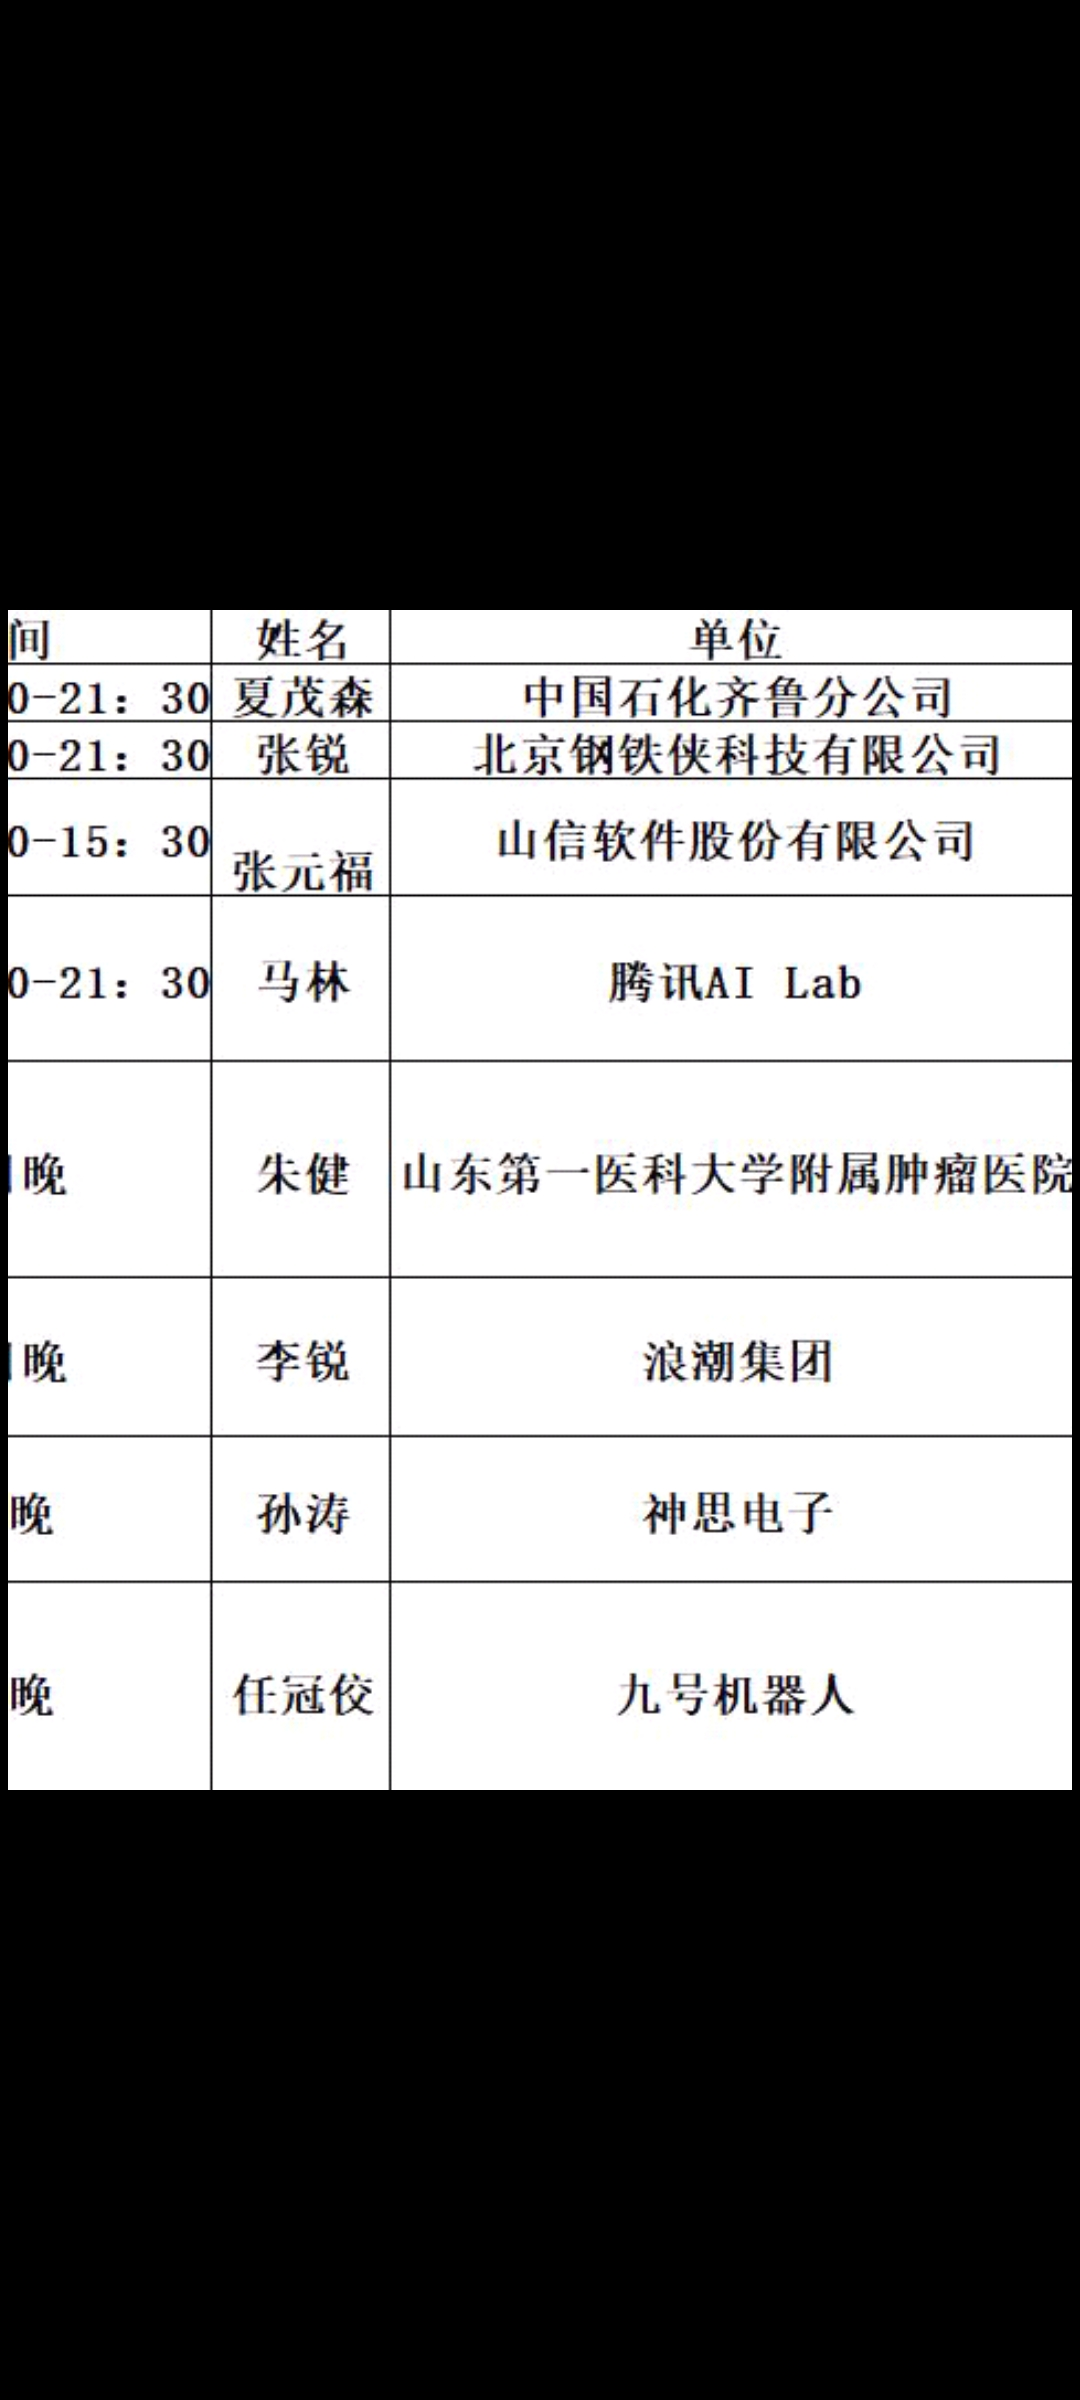 间 姓名 单位
0-21：30 夏茂森 中国石化齐鲁分公司
0-21：30 张锐 北京钢铁侠科技有限公司
0-15：30 张元福 山信软件股份有限公司
0-21：30 马林 腾讯AI Lab
晚 朱健 山东第一医科大学附属肿瘤医院
晚 李锐 浪潮集团
晚 孙涛 神思电子
晚 任冠佼 九号机器人